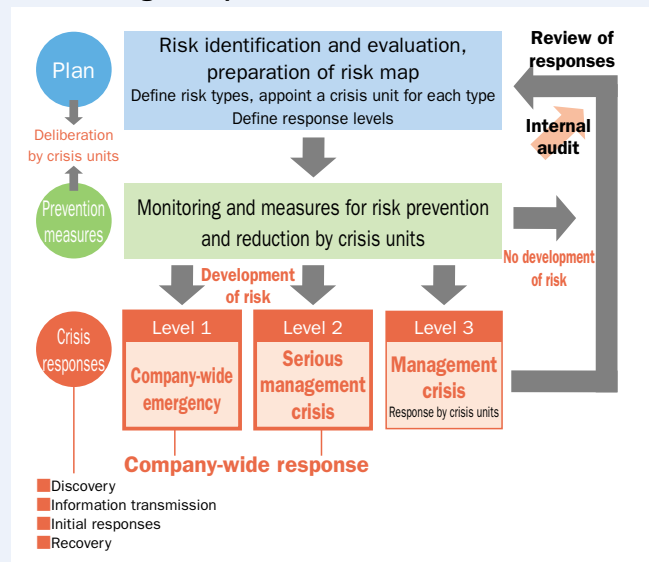 Plan
Risk identification and evaluation,
preparation of risk map
Define risk types, appoint a crisis unit for each type
Define response levels
Review of
responses
Internal
audit
Deliberation
by crisis units
Prevention
measures
Monitoring and measures for risk prevention
and reduction by crisis units
No development
of risk
Development
of risk
Crisis
responses
Level 1
Company-wide
emergency
Level 2
Serious
management
crisis
Level 3
Management
crisis
Response by crisis units
Company-wide response
Discovery
Information transmission
Initial responses
Recovery